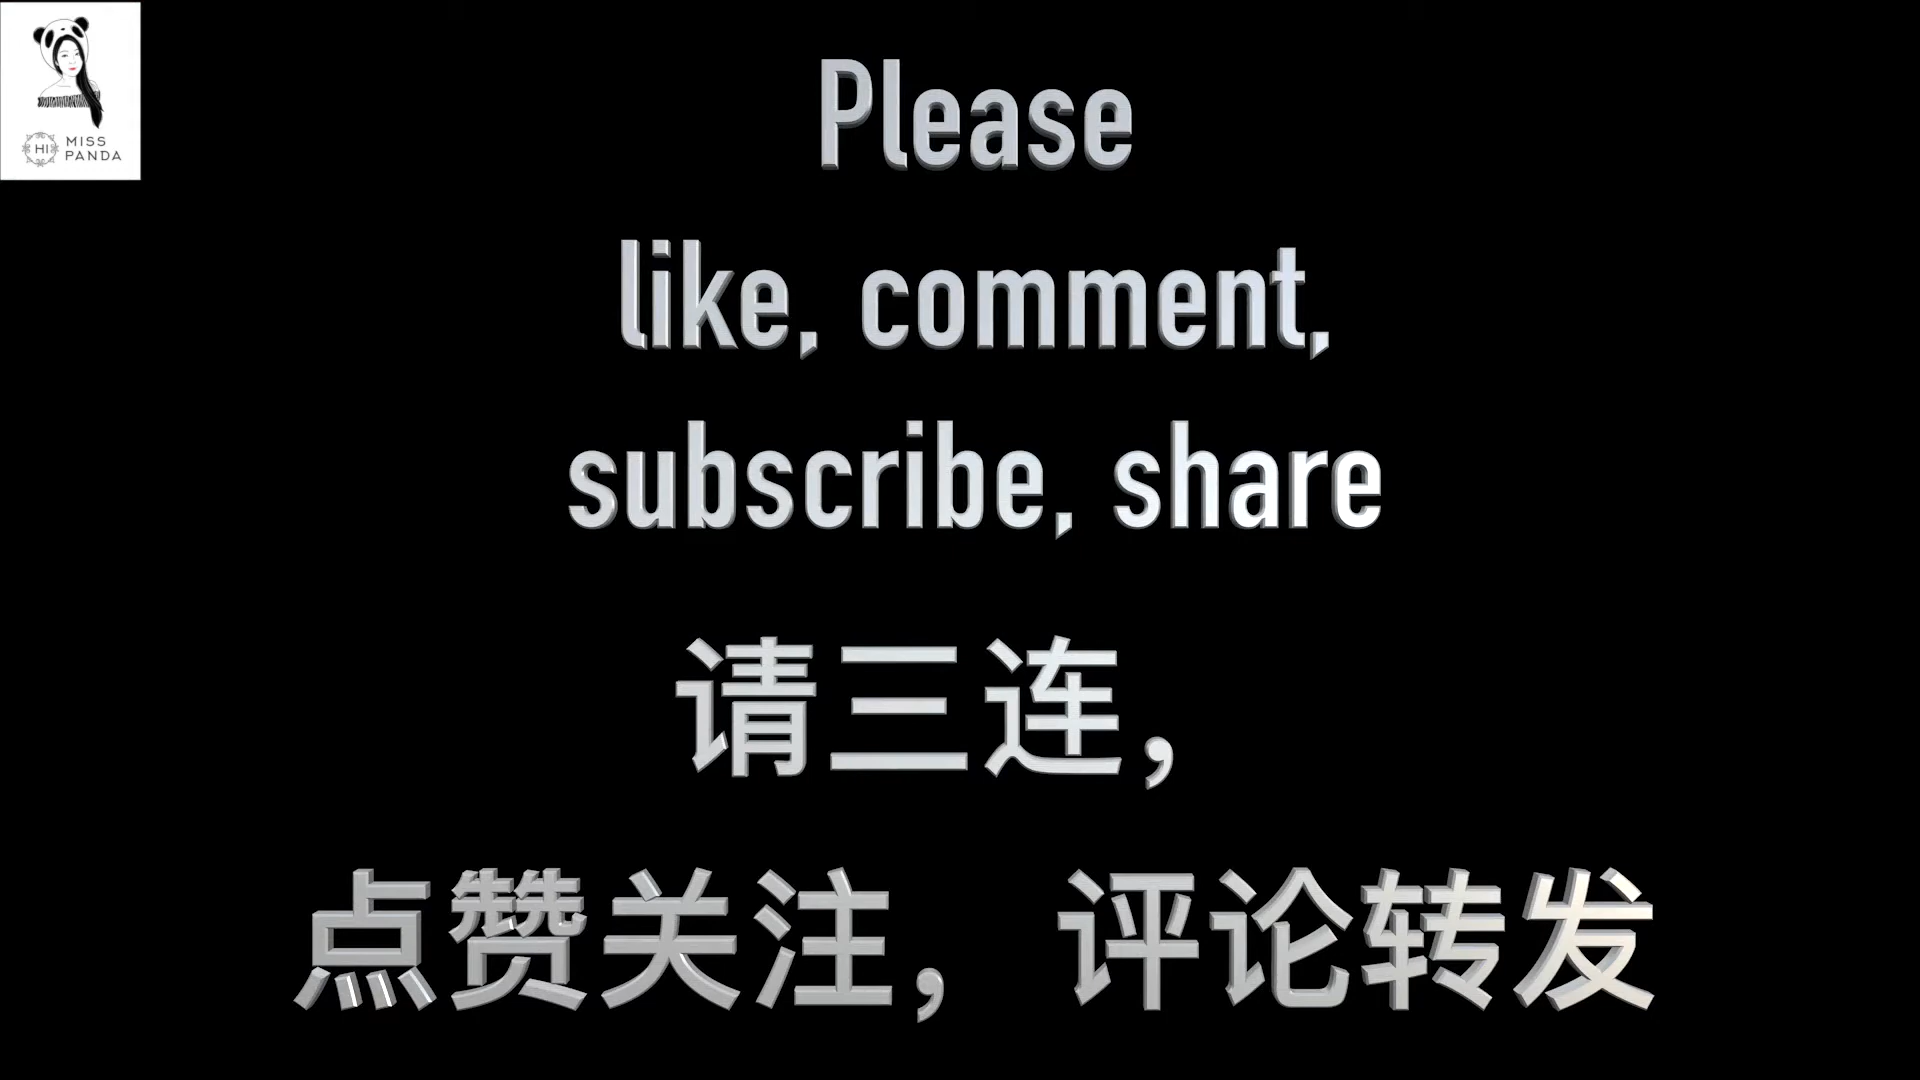 HI
MISS
PANDA
Please
like, comment,
subscribe, share
请三连，
点赞关注，评论转发